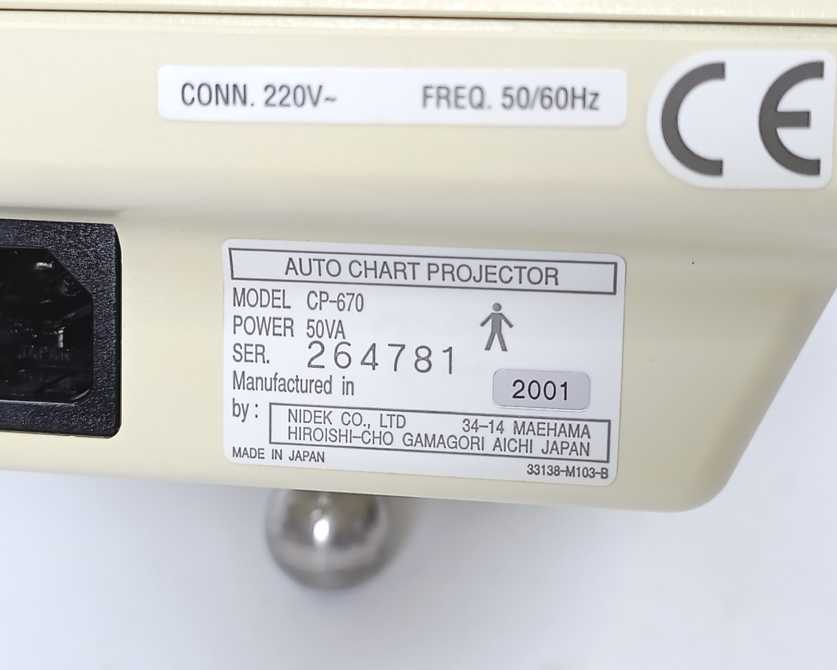 CONN. 220V~ FREQ. 50/60Hz
CE
AUTO CHART PROJECTOR
MODEL CP-670
POWER 50VA
SER. 264781
Manufactured in 2001
by :
NIDEK CO., LTD 34-14 MAEHAMA
HIROISHI-CHO GAMAGORI AICHI JAPAN
MADE IN JAPAN 33138-M103-B
JAPAN